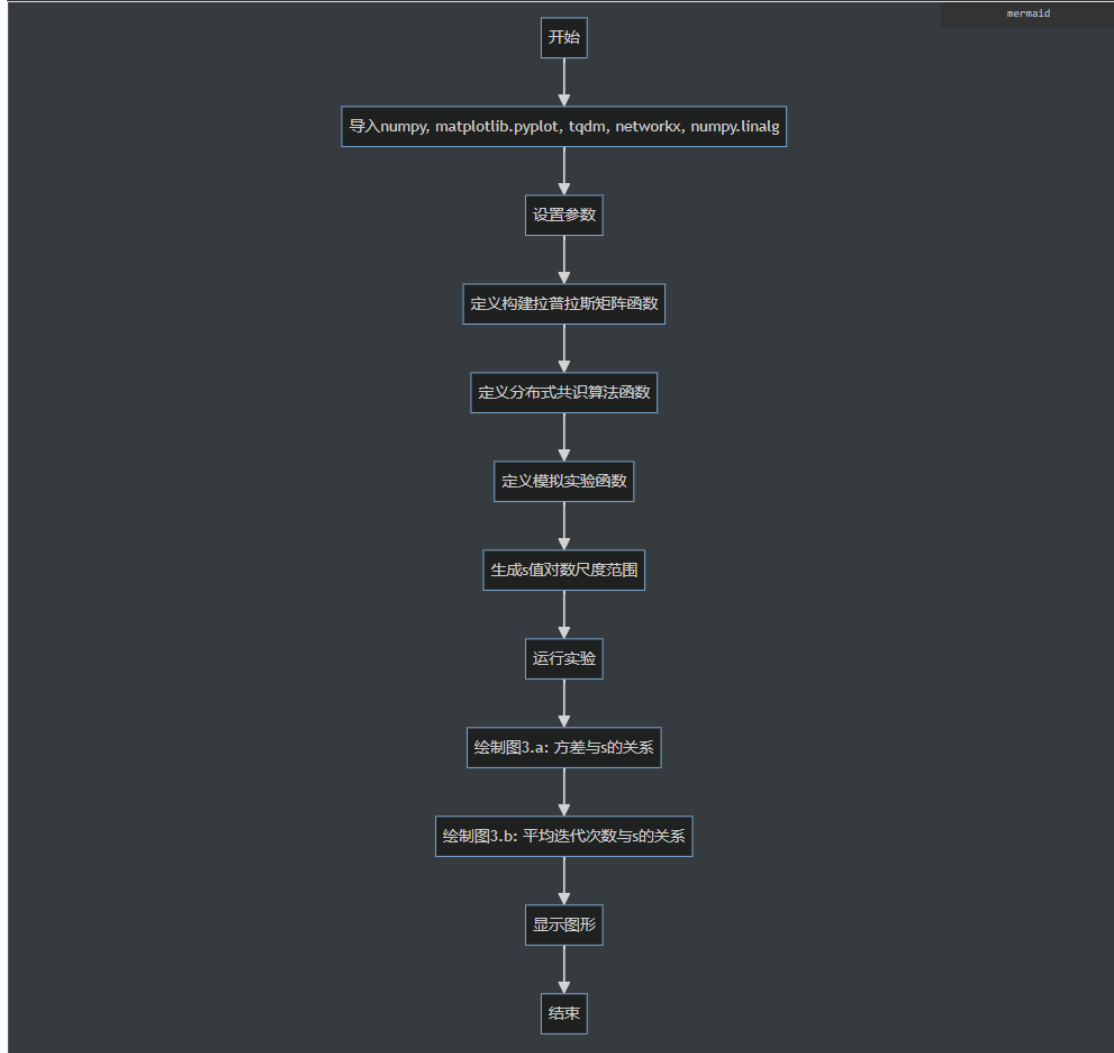 mermaid
开始
导入numpy, matplotlib.pyplot, tqdm, networkx, numpy.linalg
设置参数
定义构建拉普拉斯矩阵函数
定义分布式共识算法函数
定义模拟实验函数
生成s值对数尺度范围
运行实验
绘制图3.a: 方差与s的关系
绘制图3.b: 平均迭代次数与s的关系
显示图形
结束